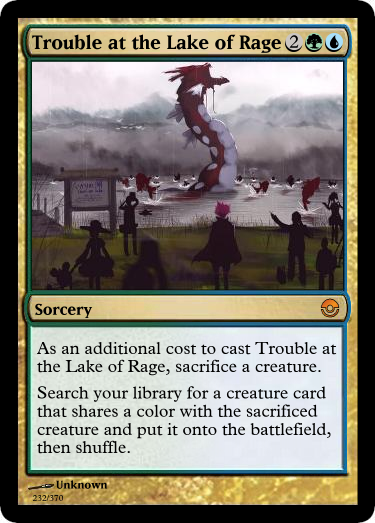 Trouble at the Lake of Rage 2
Sorcery
As an additional cost to cast Trouble at
the Lake of Rage, sacrifice a creature.
Search your library for a creature card
that shares a color with the sacrificed
creature and put it onto the battlefield,
then shuffle.
Unknown
232/370